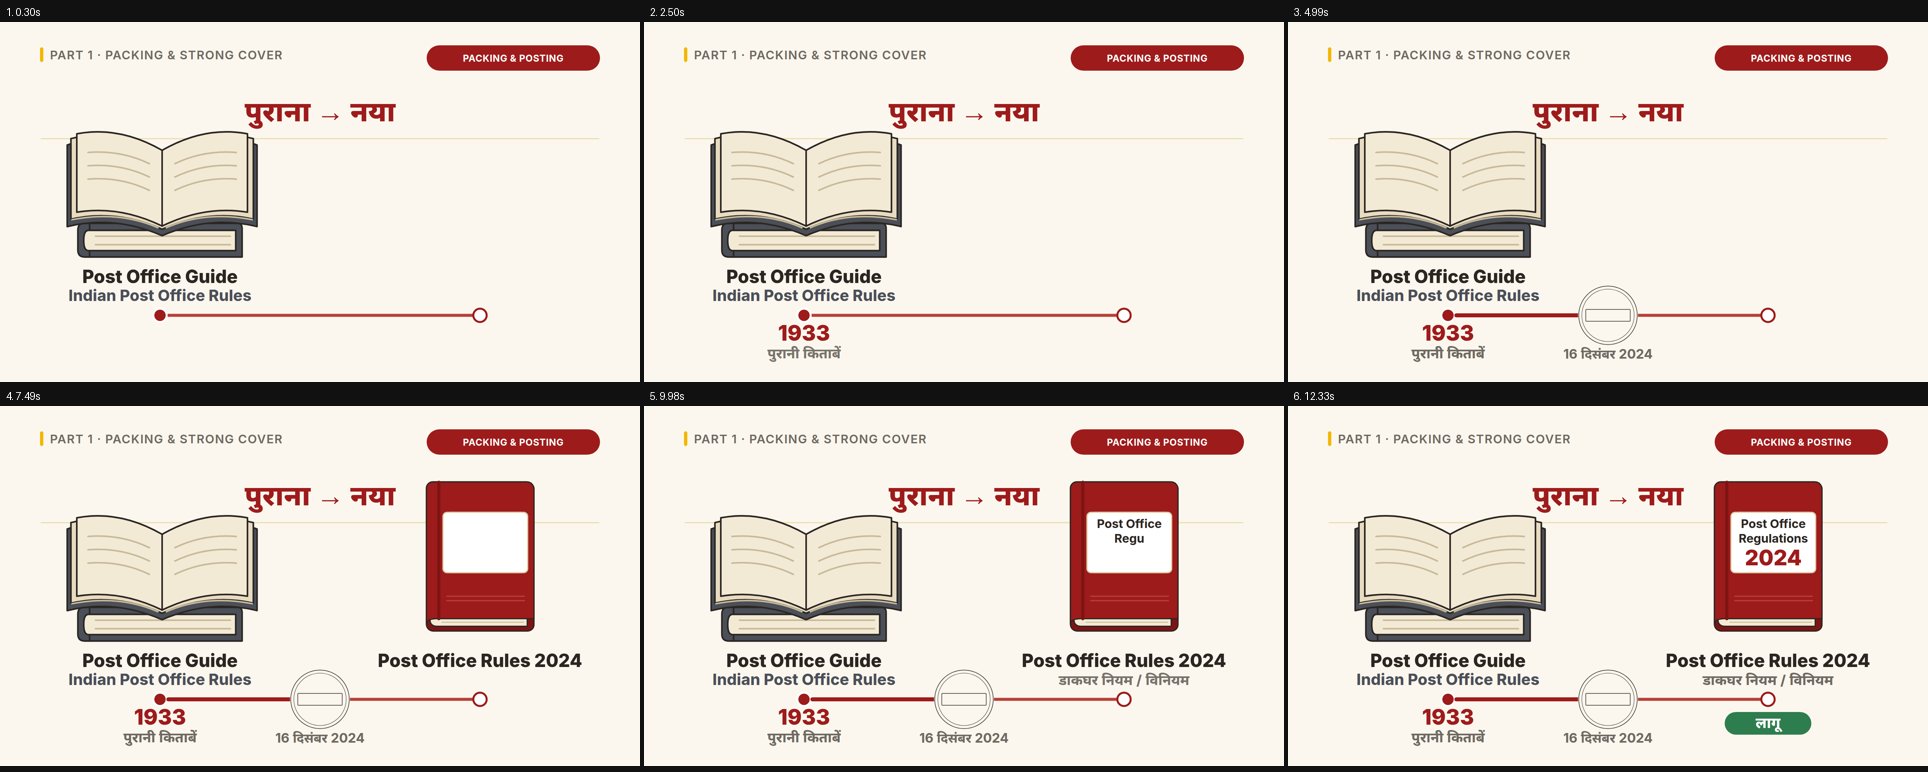 1. 0.30s
PART 1 · PACKING & STRONG COVER
PACKING & POSTING
पुराना → नया
Post Office Guide
Indian Post Office Rules
2. 2.50s
PART 1 · PACKING & STRONG COVER
PACKING & POSTING
पुराना → नया
Post Office Guide
Indian Post Office Rules
1933
पुरानी किताबें
3. 4.99s
PART 1 · PACKING & STRONG COVER
PACKING & POSTING
पुराना → नया
Post Office Guide
Indian Post Office Rules
1933
पुरानी किताबें
16 दिसंबर 2024
4. 7.49s
PART 1 · PACKING & STRONG COVER
PACKING & POSTING
पुराना → नया
Post Office Guide
Indian Post Office Rules
Post Office Rules 2024
1933
पुरानी किताबें
16 दिसंबर 2024
5. 9.98s
PART 1 · PACKING & STRONG COVER
PACKING & POSTING
पुराना → नया
Post Office
Regu
Post Office Guide
Indian Post Office Rules
Post Office Rules 2024
डाकघर नियम / विनियम
1933
पुरानी किताबें
16 दिसंबर 2024
6. 12.33s
PART 1 · PACKING & STRONG COVER
PACKING & POSTING
पुराना → नया
Post Office
Regulations
2024
Post Office Guide
Indian Post Office Rules
Post Office Rules 2024
डाकघर नियम / विनियम
1933
पुरानी किताबें
16 दिसंबर 2024
लागू